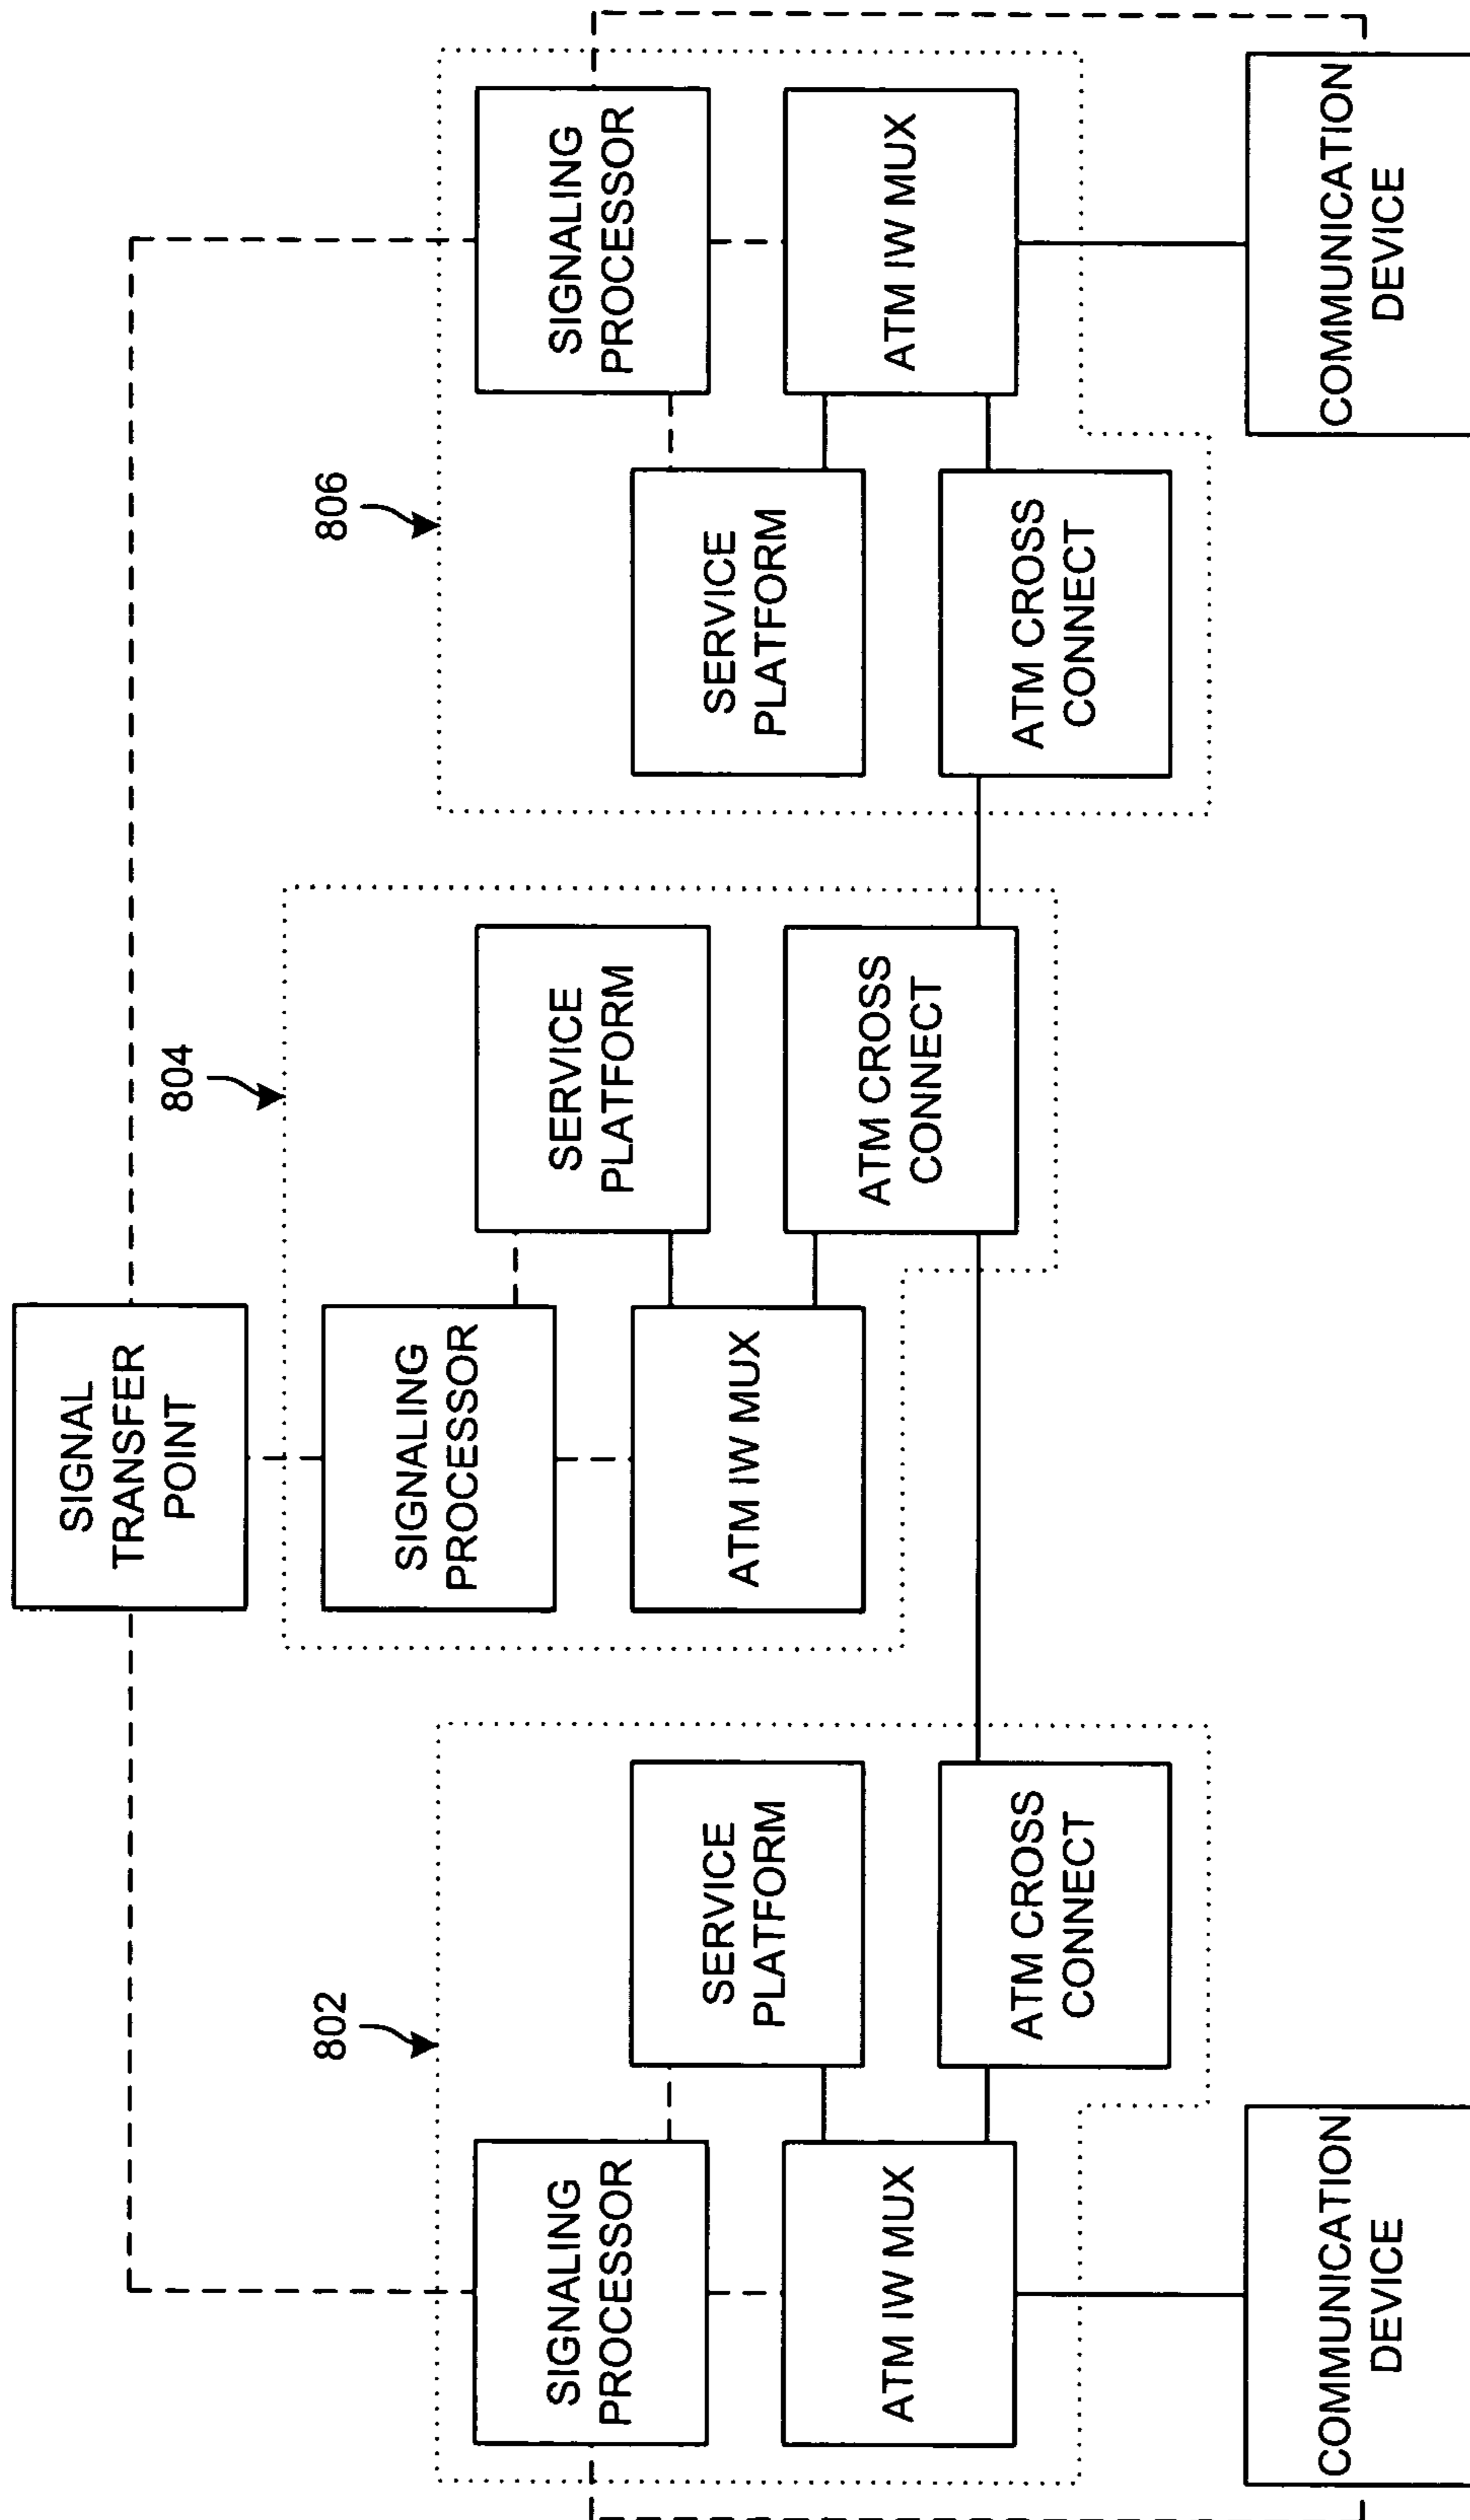 SIGNAL
TRANSFER
POINT
802
SIGNALING
PROCESSOR
SERVICE
PLATFORM
ATM IW MUX
ATM CROSS
CONNECT
COMMUNICATION
DEVICE
804
SIGNALING
PROCESSOR
SERVICE
PLATFORM
ATM IW MUX
ATM CROSS
CONNECT
806
SERVICE
PLATFORM
SIGNALING
PROCESSOR
ATM CROSS
CONNECT
ATM IW MUX
COMMUNICATION
DEVICE